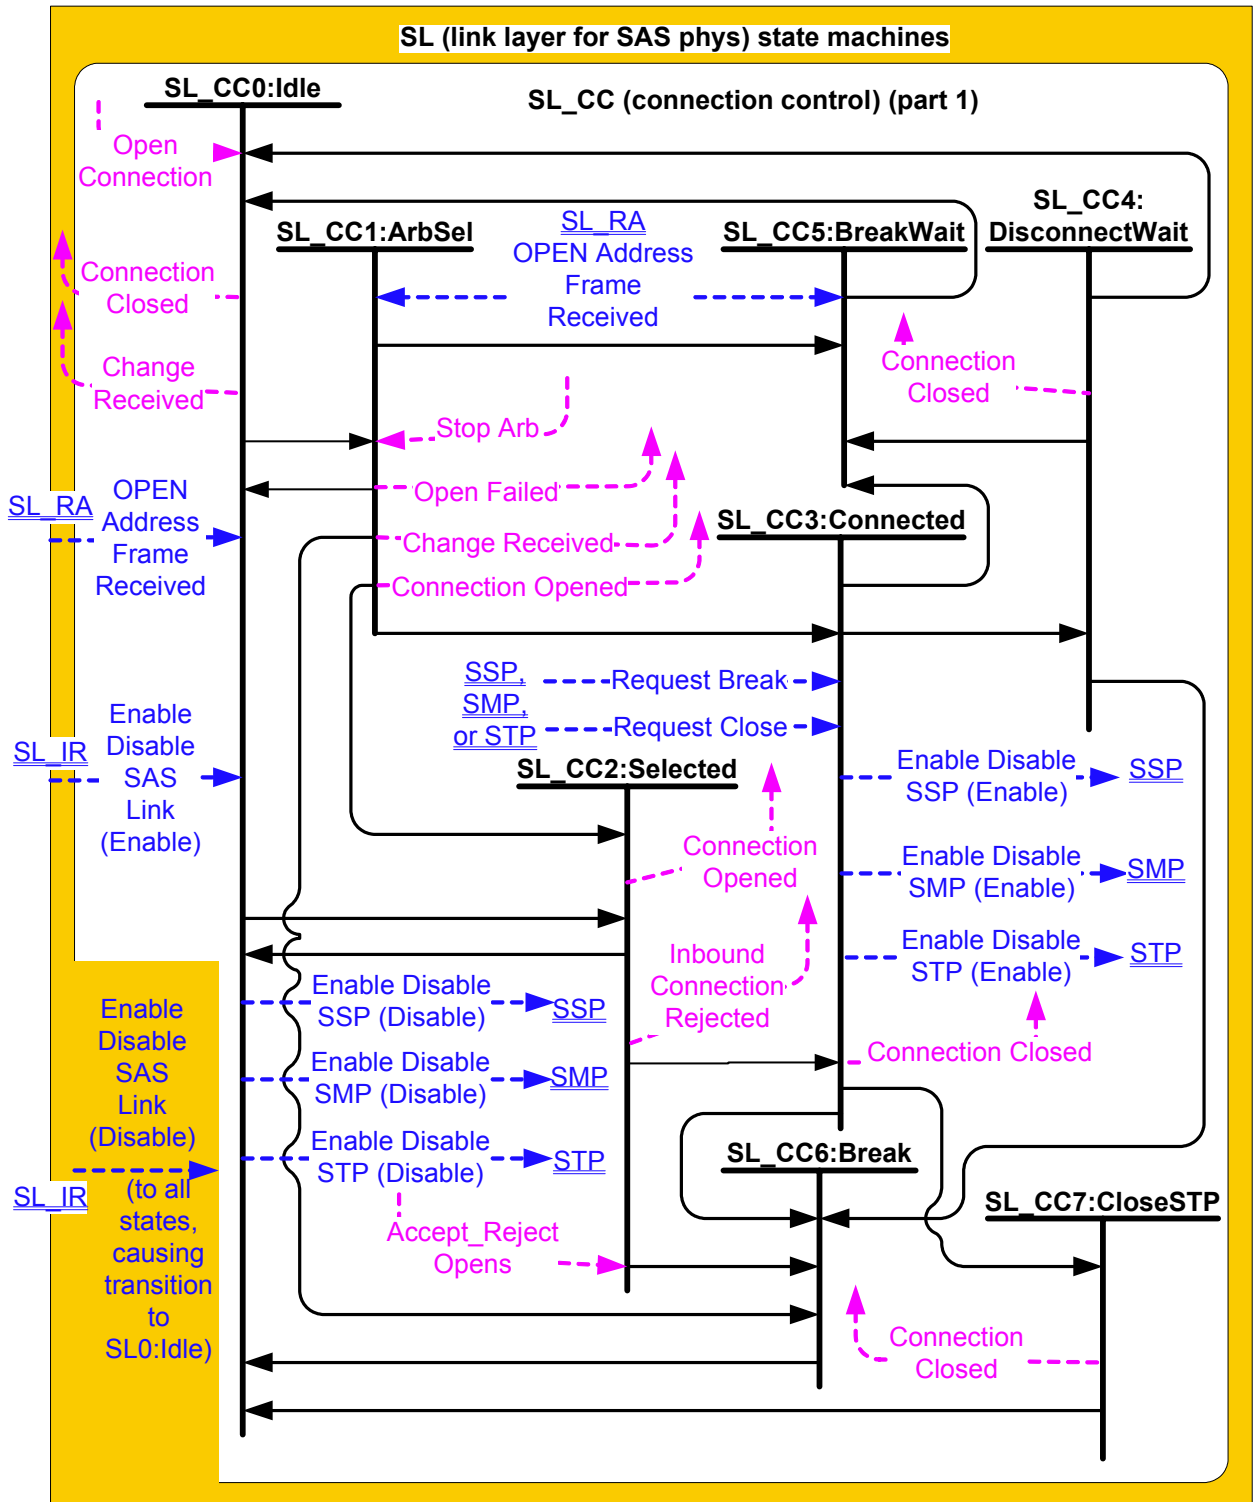 SL (link layer for SAS phys) state machines
SL_CC0:Idle
SL_CC (connection control) (part 1)
Open
Connection
SL_CC1:ArbSel
SL_RA
OPEN Address
Frame
Received
SL_CC5:BreakWait
SL_CC4:
DisconnectWait
Connection
Closed
Change
Received
Connection
Closed
Stop Arb
Open Failed
Change Received
Connection Opened
SL_RA
OPEN
Address
Frame
Received
SL_CC3:Connected
SSP,
SMP,
or STP
Request Break
Request Close
SL_IR
Enable
Disable
SAS
Link
(Enable)
SL_CC2:Selected
Enable Disable
SSP (Enable)
SSP
Connection
Opened
Enable Disable
SMP (Enable)
SMP
Inbound
Connection
Rejected
Enable Disable
STP (Enable)
STP
Enable Disable
SSP (Disable)
SSP
Connection Closed
Enable Disable
SMP (Disable)
SMP
Enable Disable
STP (Disable)
STP
Enable
Disable
SAS
Link
(Disable)
SL_IR
(to all
states,
causing
transition
to
SL0:Idle)
SL_CC6:Break
SL_CC7:CloseSTP
Accept_Reject
Opens
Connection
Closed